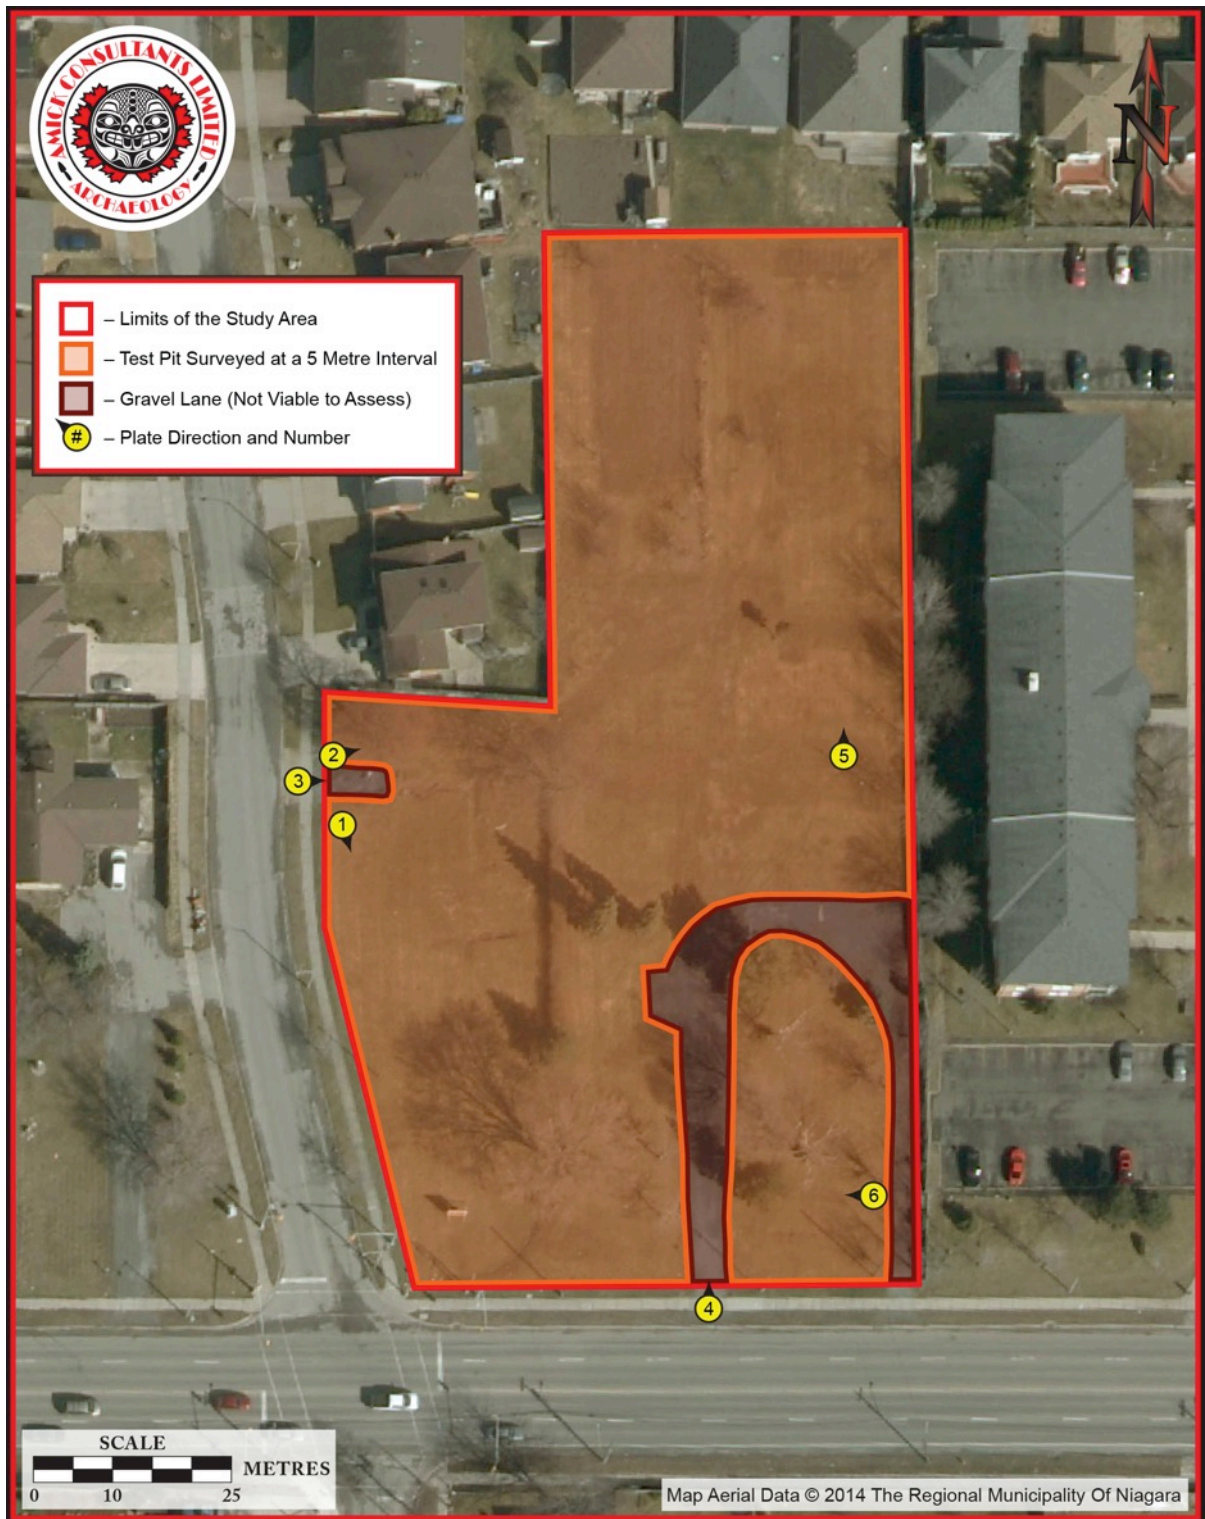 AMICK CONSULTANTS LIMITED
ARCHAEOLOGY
N
– Limits of the Study Area
– Test Pit Surveyed at a 5 Metre Interval
– Gravel Lane (Not Viable to Assess)
# – Plate Direction and Number
2
3
5
1
6
4
SCALE
METRES
0 10 25
Map Aerial Data © 2014 The Regional Municipality Of Niagara